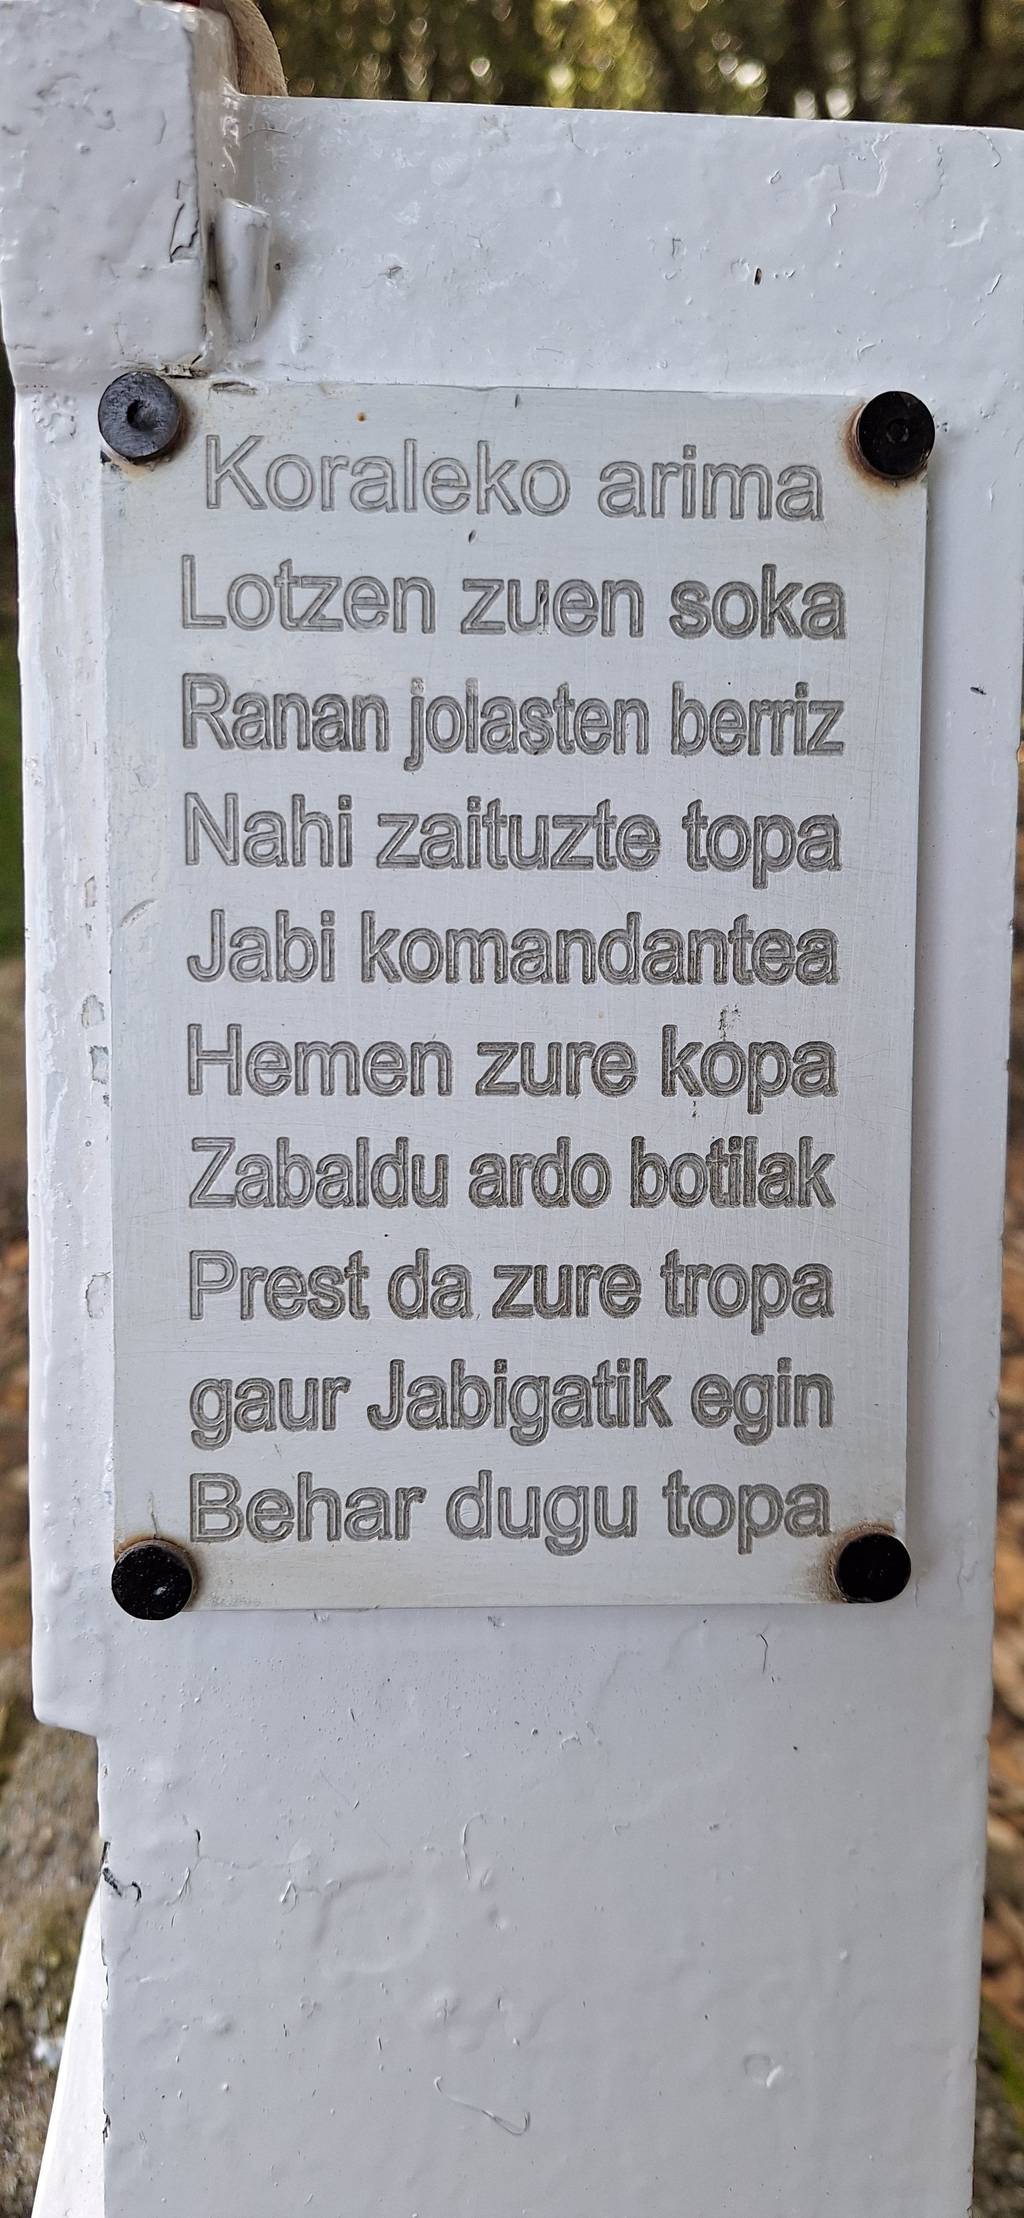 Koraleko arima
Lotzen zuen soka
Ranan jolasten berriz
Nahi zaituzte topa
Jabi komandantea
Hemen zure kopa
Zabaldu ardo botilak
Prest da zure tropa
gaur Jabigatik egin
Behar dugu topa